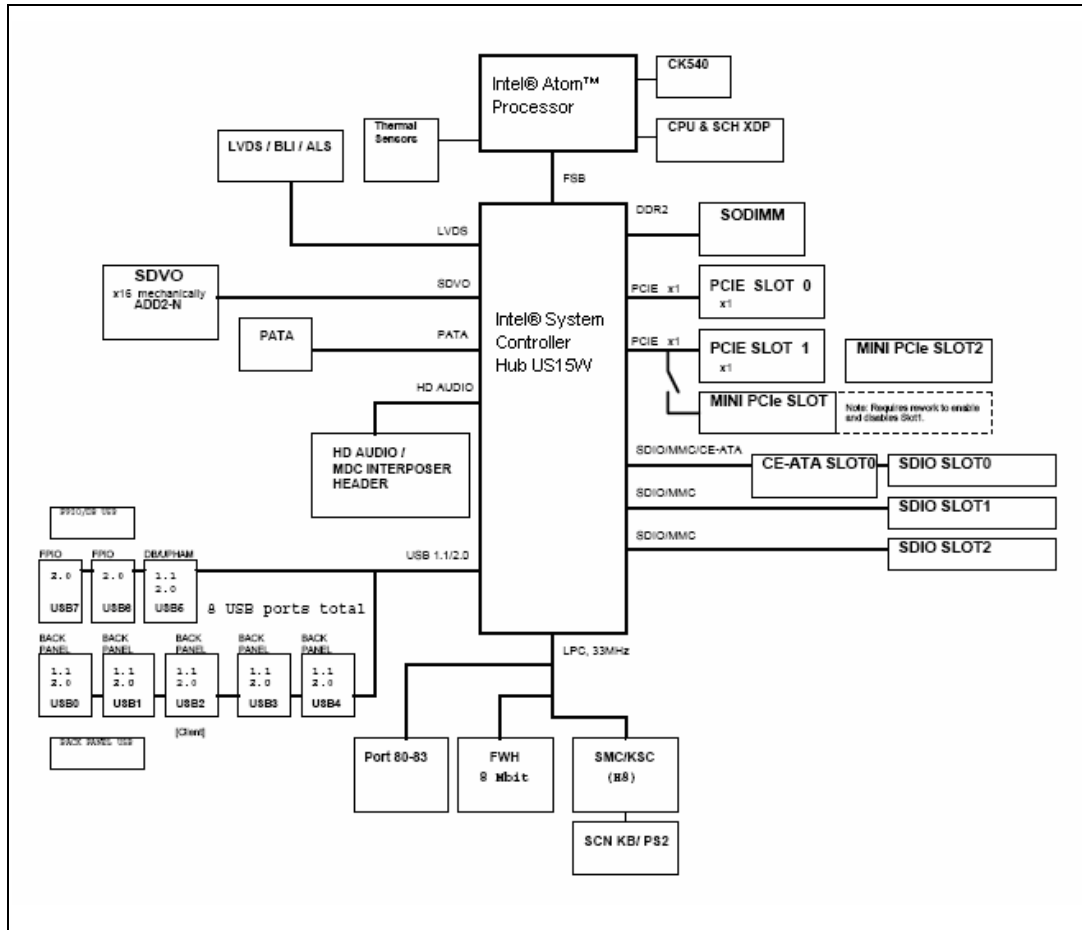 CK540
Intel® Atom™
Processor
CPU & SCH XDP
Thermal
Sensors
LVDS / BLI / ALS
FSB
DDR2
SODIMM
LVDS
SDVO
x16 mechanically
ADD2-N
SDVO
PCIE x1
PCIE SLOT 0
x1
Intel® System
Controller
Hub US15W
PATA
PATA
PCIE x1
PCIE SLOT 1
x1
MINI PCIe SLOT2
HD AUDIO
MINI PCIe SLOT
Note: Requires rework to enable
and disables Slot1.
HD AUDIO /
MDC INTERPOSER
HEADER
SDIO/MMC/CE-ATA
CE-ATA SLOT0
SDIO SLOT0
SDIO/MMC
SDIO SLOT1
SDIO/MMC
SDIO SLOT2
USB 1.1/2.0
FPIO
FPIO
DB/UPHAM
2.0
USB7
2.0
USB6
1.1
2.0
USB5
8 USB ports total
BACK
PANEL
BACK
PANEL
BACK
PANEL
BACK
PANEL
BACK
PANEL
1.1
2.0
USB0
1.1
2.0
USB1
1.1
2.0
USB2
1.1
2.0
USB3
1.1
2.0
USB4
[Client]
BACK PANEL USB
LPC, 33MHz
Port 80-83
FWH
8 Mbit
SMC/KSC
(H8)
SCN KB/ PS2